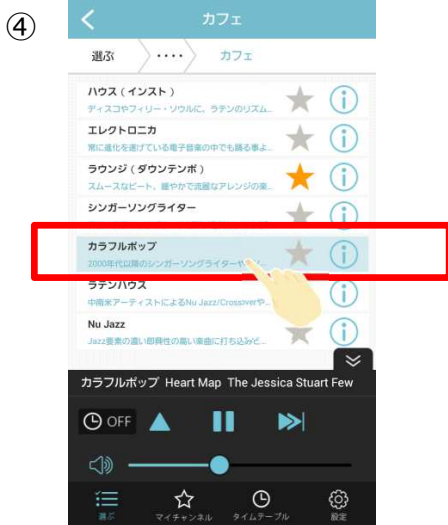 ④
カフェ
選ぶ ････ カフェ
ハウス ( インスト )
ディスコやフィリー・ソウルに、ラテンのリズム...
エレクトロニカ
常に進化を遂げている電子音楽の中でも踊る事よ...
ラウンジ ( ダウンテンポ )
スムースなビート、緩やかで流麗なアレンジの楽...
シンガーソングライター
カラフルポップ
2000年代以降のシンガーソングライターや
ラテンハウス
中南米アーティストによるNu Jazz/Crossoverや...
Nu Jazz
Jazz要素の濃い即興性の高い楽曲に打ち込みビ...
カラフルポップ Heart Map The Jessica Stuart Few
OFF
選ぶ マイチャンネル タイムテーブル 設定